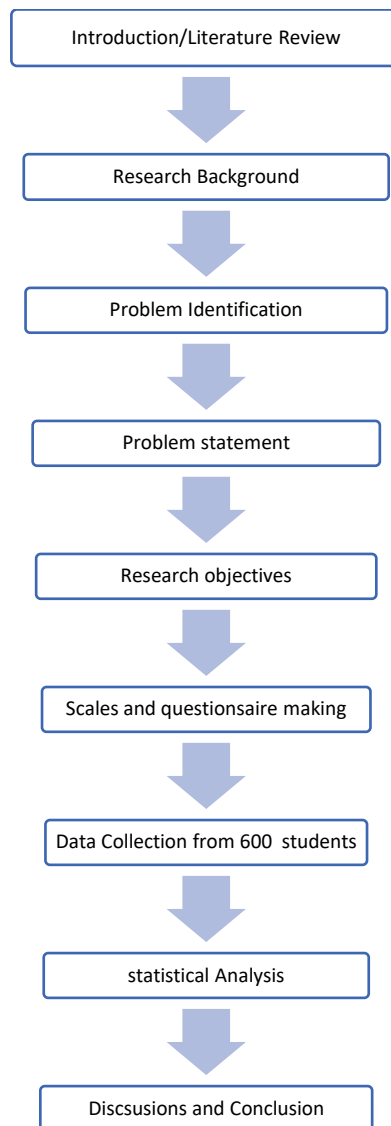 Introduction/Literature Review
Research Background
Problem Identification
Problem statement
Research objectives
Scales and questionsaire making
Data Collection from 600 students
statistical Analysis
Discsusions and Conclusion